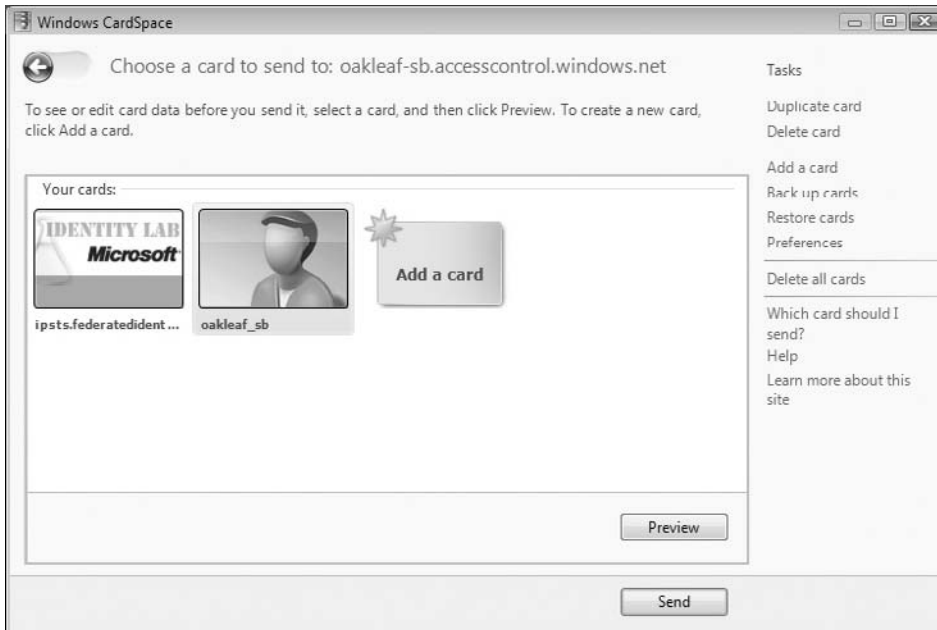 Windows CardSpace
Choose a card to send to: oakleaf-sb.accesscontrol.windows.net
To see or edit card data before you send it, select a card, and then click Preview. To create a new card,
click Add a card.
Your cards:
IDENTITY LAB
Microsoft
ipsts.federatedident ...
oakleaf_sb
Add a card
Preview
Send
Tasks
Duplicate card
Delete card
Add a card
Back up cards
Restore cards
Preferences
Delete all cards
Which card should I
send?
Help
Learn more about this
site